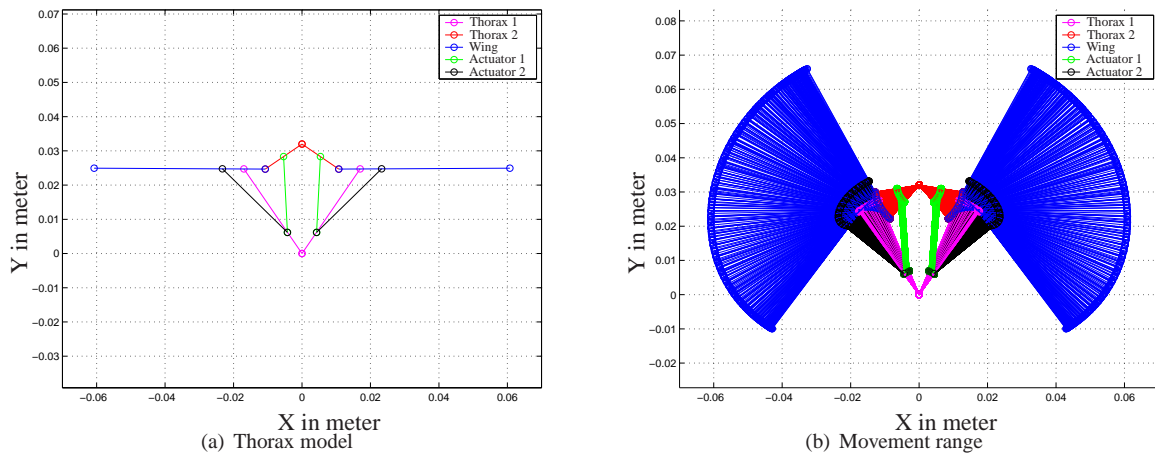 0.07
0.06
0.05
0.04
0.03
0.02
0.01
0
−0.01
−0.02
−0.03
Y in meter
−0.06 −0.04 −0.02 0 0.02 0.04 0.06
X in meter
Thorax 1
Thorax 2
Wing
Actuator 1
Actuator 2
(a) Thorax model
0.08
0.07
0.06
0.05
0.04
0.03
0.02
0.01
0
−0.01
−0.02
Y in meter
−0.06 −0.04 −0.02 0 0.02 0.04 0.06
X in meter
Thorax 1
Thorax 2
Wing
Actuator 1
Actuator 2
(b) Movement range